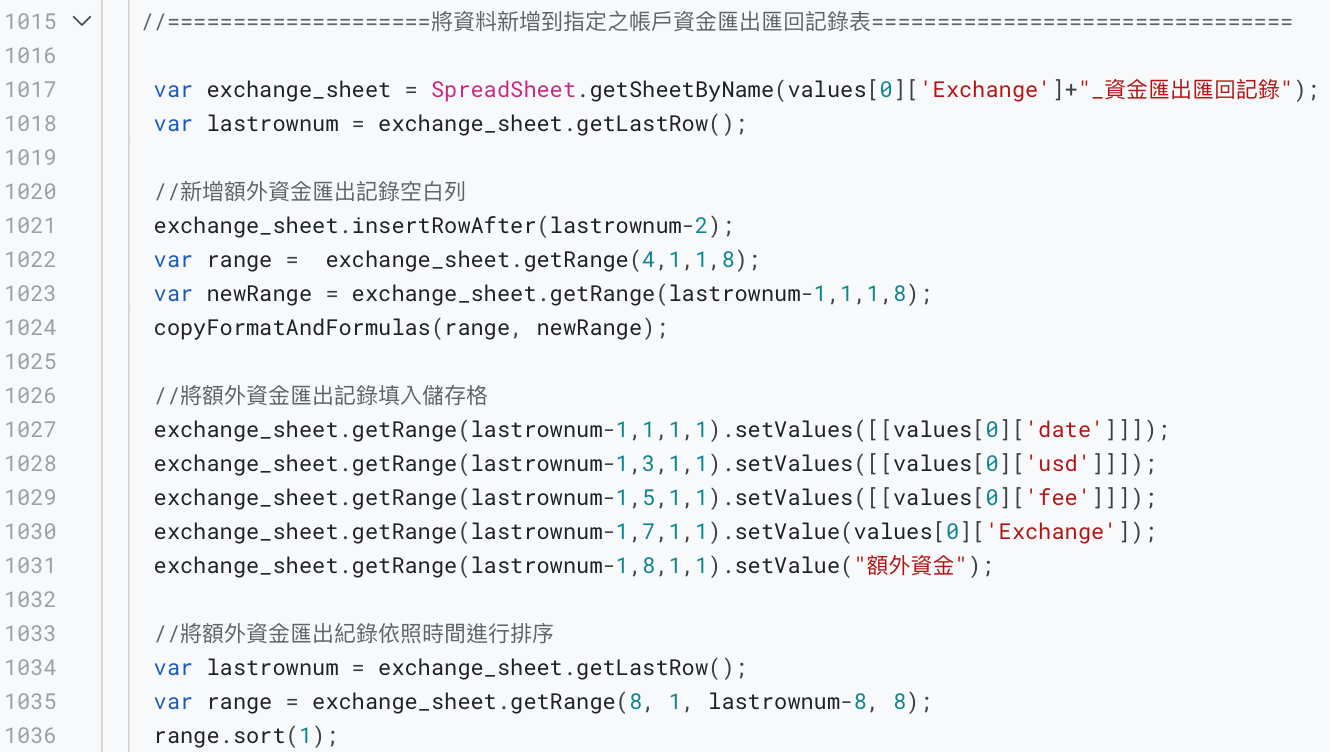 1015 //====================將資料新增到指定之帳戶資金匯出匯回記錄表================================
1016
1017 var exchange_sheet = SpreadSheet.getSheetByName(values[0]['Exchange']+"_資金匯出匯回記錄");
1018 var lastrownum = exchange_sheet.getLastRow();
1019
1020 //新增額外資金匯出記錄空白列
1021 exchange_sheet.insertRowAfter(lastrownum-2);
1022 var range =  exchange_sheet.getRange(4,1,1,8);
1023 var newRange = exchange_sheet.getRange(lastrownum-1,1,1,8);
1024 copyFormatAndFormulas(range, newRange);
1025
1026 //將額外資金匯出記錄填入儲存格
1027 exchange_sheet.getRange(lastrownum-1,1,1,1).setValues([[values[0]['date']]]);
1028 exchange_sheet.getRange(lastrownum-1,3,1,1).setValues([[values[0]['usd']]]);
1029 exchange_sheet.getRange(lastrownum-1,5,1,1).setValues([[values[0]['fee']]]);
1030 exchange_sheet.getRange(lastrownum-1,7,1,1).setValue(values[0]['Exchange']);
1031 exchange_sheet.getRange(lastrownum-1,8,1,1).setValue("額外資金");
1032
1033 //將額外資金匯出紀錄依照時間進行排序
1034 var lastrownum = exchange_sheet.getLastRow();
1035 var range = exchange_sheet.getRange(8, 1, lastrownum-8, 8);
1036 range.sort(1);